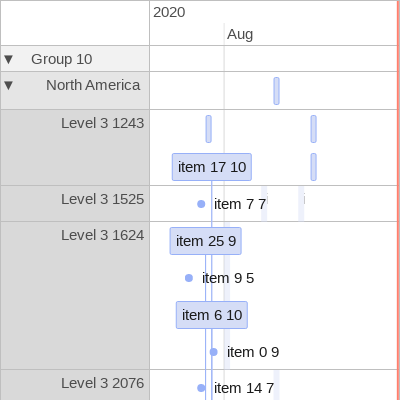 2020
Aug
▼ Group 10
▼ North America
Level 3 1243
item 17 10
Level 3 1525
item 7 7
i
i
Level 3 1624
item 25 9
item 9 5
item 6 10
item 0 9
Level 3 2076
item 14 7